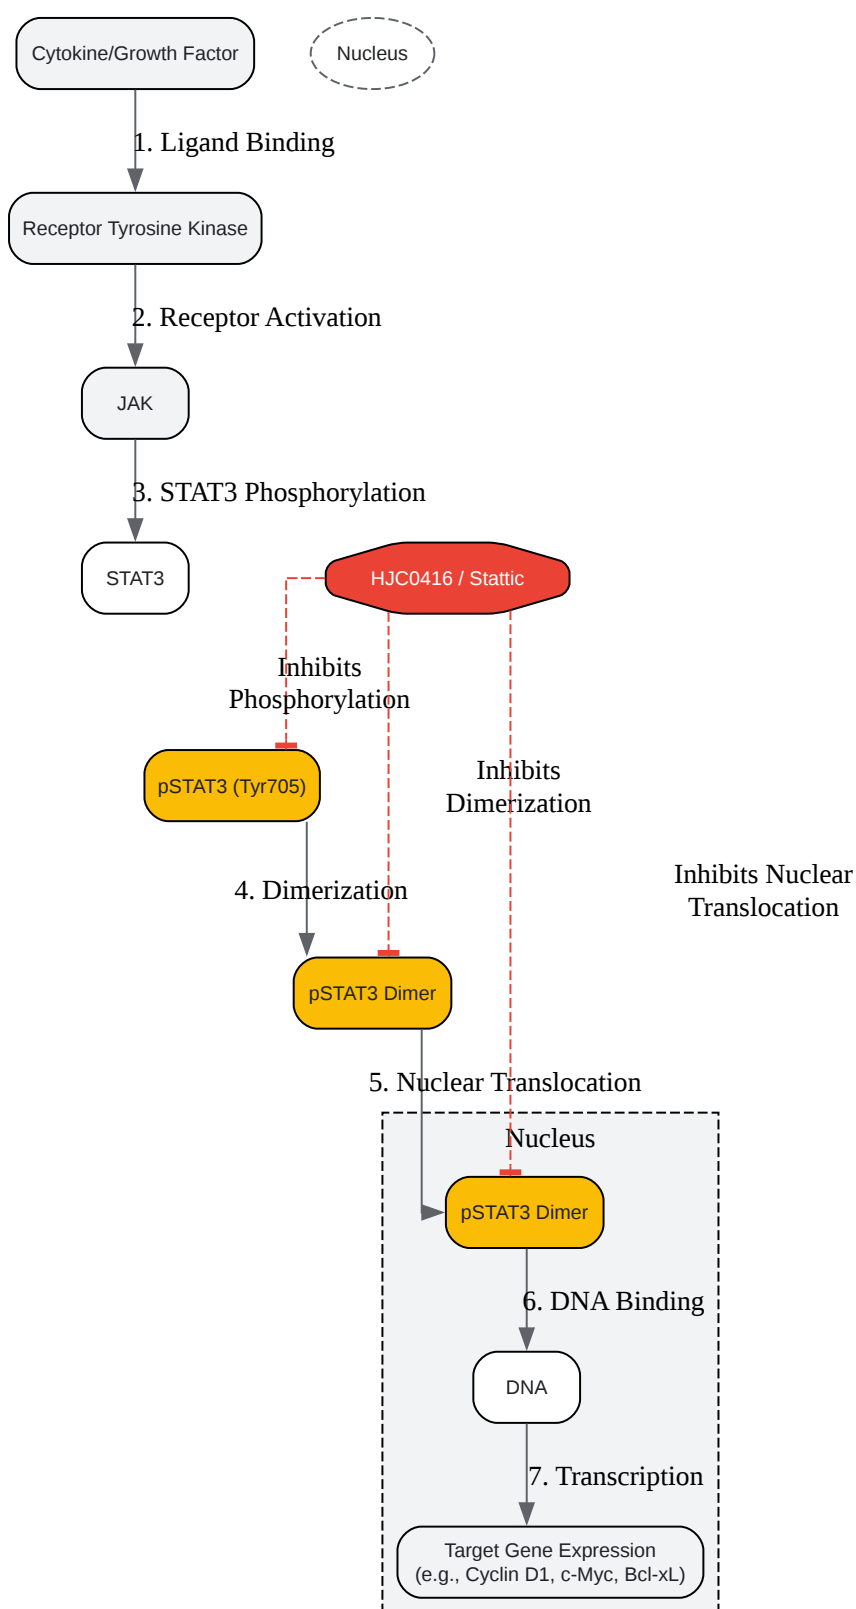 Cytokine/Growth Factor
Nucleus
1. Ligand Binding
Receptor Tyrosine Kinase
2. Receptor Activation
JAK
3. STAT3 Phosphorylation
STAT3
HJC0416 / Stattic
Inhibits
Phosphorylation
pSTAT3 (Tyr705)
Inhibits
Dimerization
4. Dimerization
Inhibits Nuclear
Translocation
pSTAT3 Dimer
5. Nuclear Translocation
Nucleus
pSTAT3 Dimer
6. DNA Binding
DNA
7. Transcription
Target Gene Expression
(e.g., Cyclin D1, c-Myc, Bcl-xL)